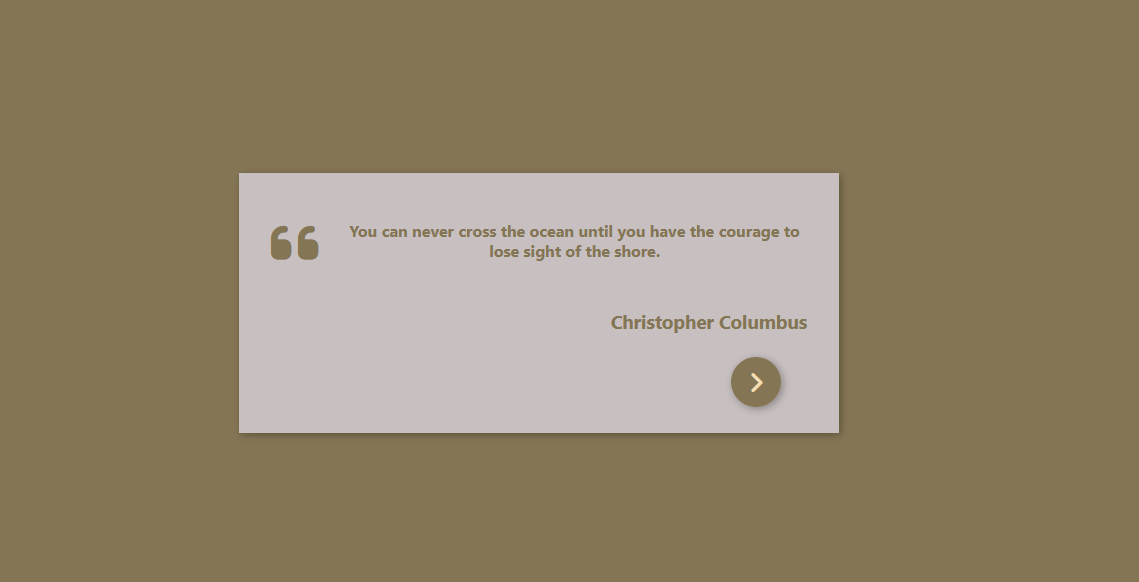 You can never cross the ocean until you have the courage to
lose sight of the shore.
Christopher Columbus